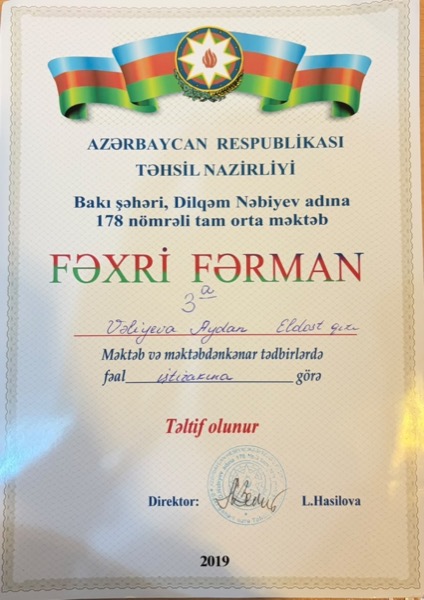 AZƏRBAYCAN RESPUBLİKASI
TƏHSİL NAZİRLİYİ
Bakı şəhəri, Dilqəm Nəbiyev adına
178 nömrəli tam orta məktəb
FƏXRİ FƏRMAN
3 a
Vəliyeva Aydan Eldost qızı
Məktəb və məktəbdənkənar tədbirlərdə
fəal iştirakına görə
Təltif olunur
Direktor: L.Hasilova
2019